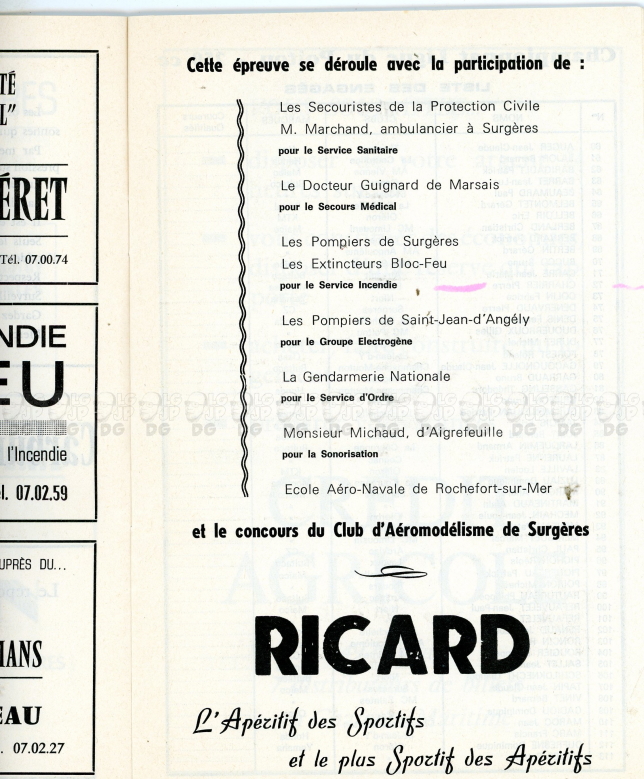 TÉ
L"
ÉRET
Tél. 07.00.74
NDIE
EU
l'Incendie
él. 07.02.59
UPRÈS DU...
MANS
EAU
. 07.02.27
Cette épreuve se déroule avec la participation de :
Les Secouristes de la Protection Civile
M. Marchand, ambulancier à Surgères
pour le Service Sanitaire
Le Docteur Guignard de Marsais
pour le Secours Médical
Les Pompiers de Surgères
Les Extincteurs Bloc-Feu
pour le Service Incendie
Les Pompiers de Saint-Jean-d'Angély
pour le Groupe Electrogène
La Gendarmerie Nationale
pour le Service d'Ordre
Monsieur Michaud, d'Aigrefeuille
pour la Sonorisation
Ecole Aéro-Navale de Rochefort-sur-Mer
et le concours du Club d'Aéromodélisme de Surgères
RICARD
L'Apéritif des Sportifs
et le plus Sportif des Apéritifs